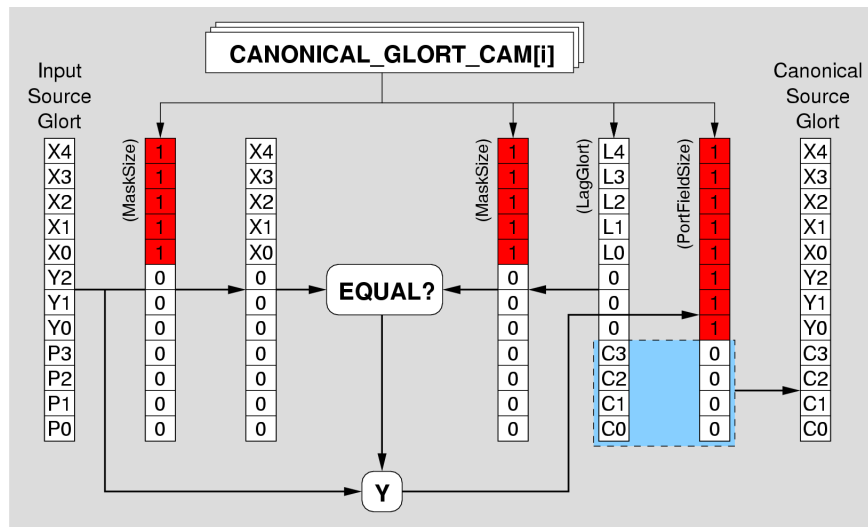 CANONICAL_GLORT_CAM[i]
Input
Source
Glort
Canonical
Source
Glort
(MaskSize)
(MaskSize)
(LagGlort)
(PortFieldSize)
X4 1 X4 1 L4 1 X4
X3 1 X3 1 L3 1 X3
X2 1 X2 1 L2 1 X2
X1 1 X1 1 L1 1 X1
X0 1 X0 1 L0 1 X0
Y2 0 0 0 0 1 Y2
Y1 0 0 EQUAL? 0 0 1 Y1
Y0 0 0 0 0 1 Y0
P3 0 0 0 C3 0 C3
P2 0 0 0 C2 0 C2
P1 0 0 0 C1 0 C1
P0 0 0 0 C0 0 C0
Y